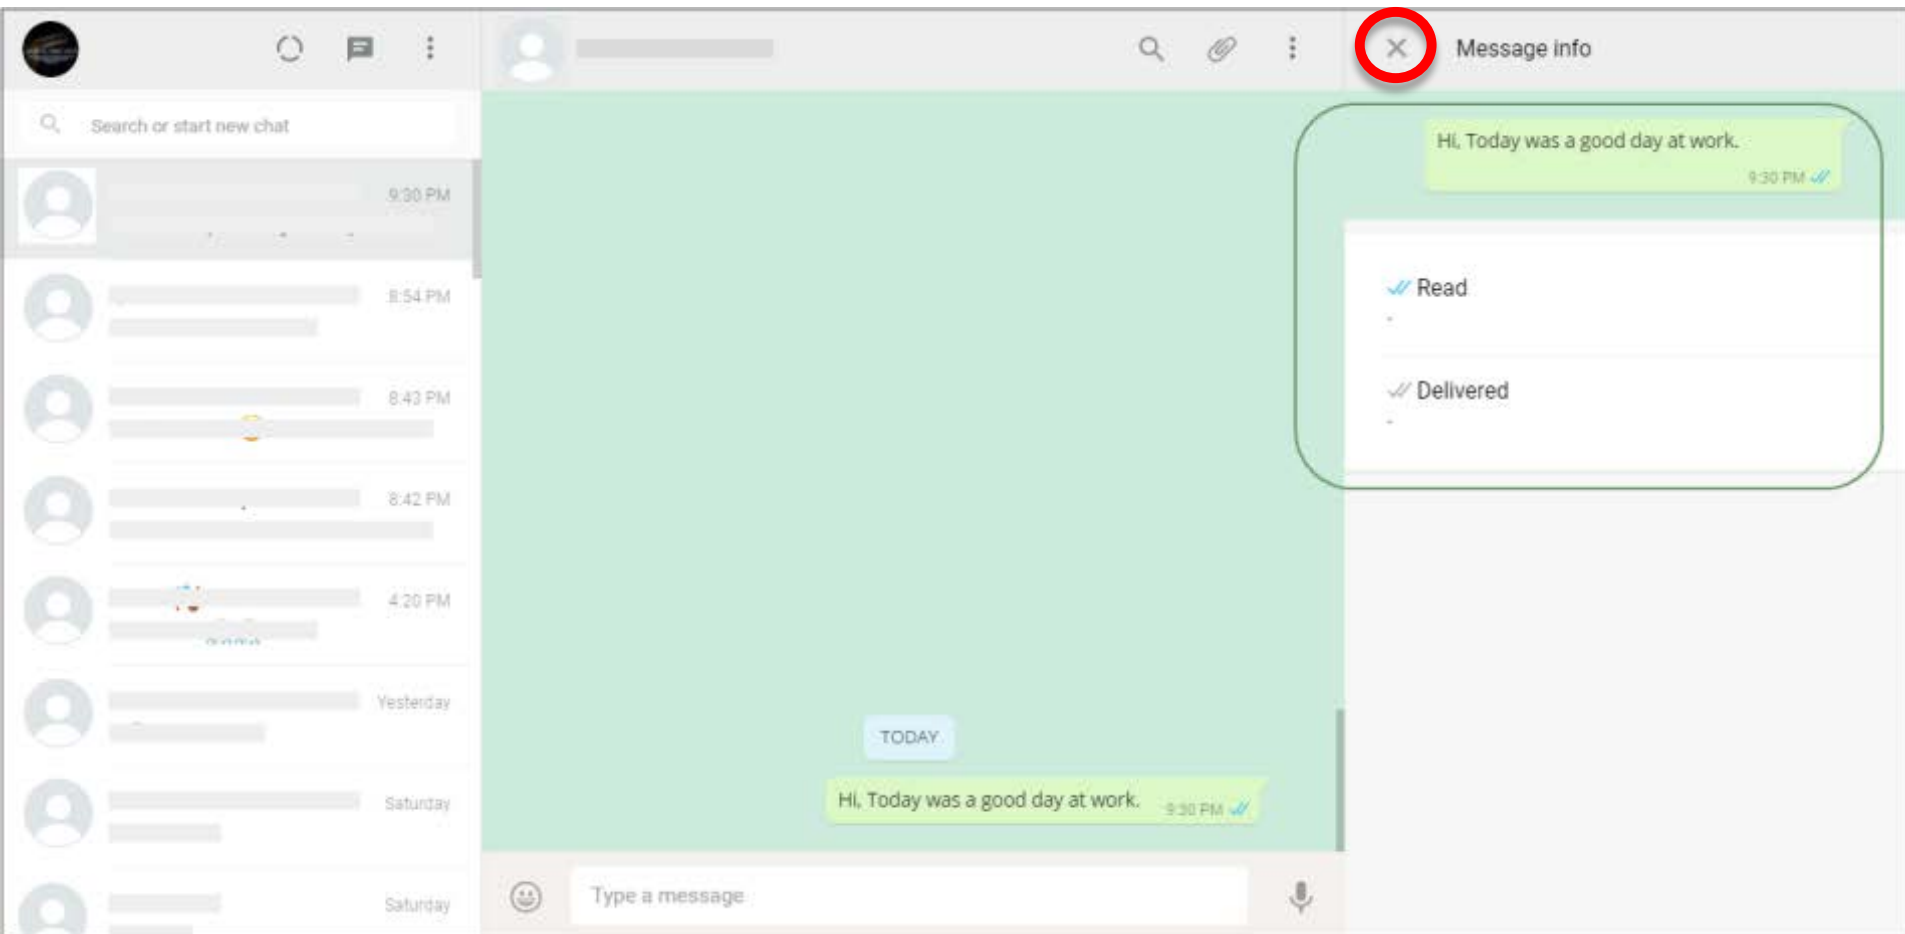 Message info
Search or start new chat
9:30 PM
8:54 PM
8:43 PM
8:42 PM
4:20 PM
Yesterday
Saturday
Saturday
TODAY
Hi, Today was a good day at work.
9:30 PM
Type a message
Hi, Today was a good day at work.
9:30 PM
Read
-
Delivered
-